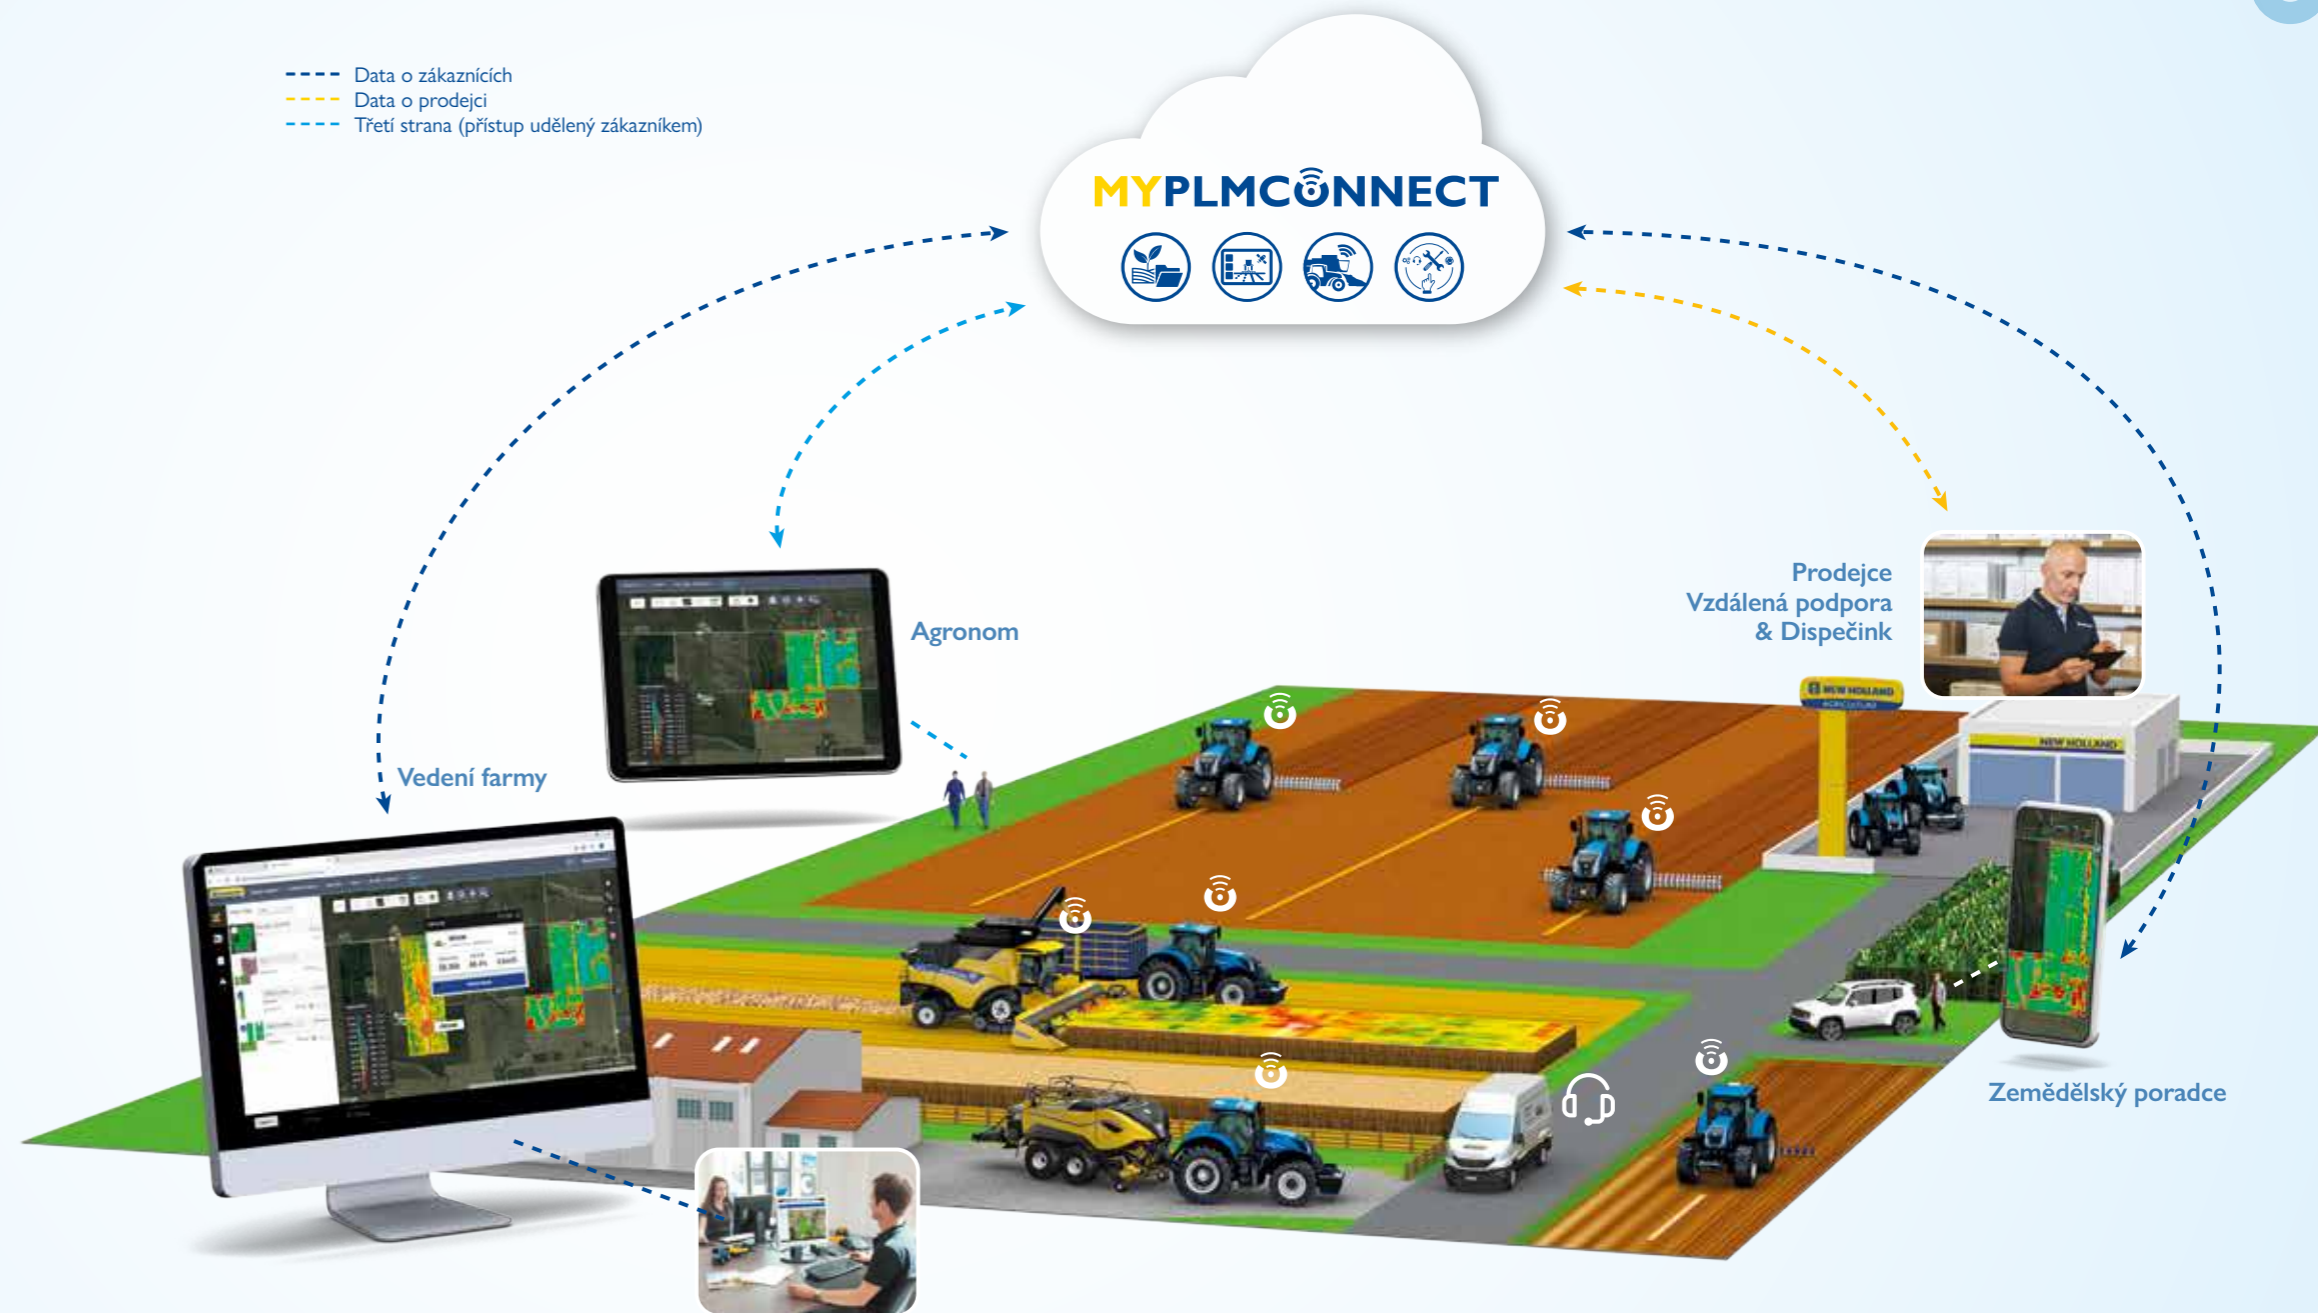 Data o zákaznících
Data o prodejci
Třetí strana (přístup udělený zákazníkem)
MYPLMCONNECT
Agronom
Prodejce
Vzdálená podpora
& Dispečink
Vedení farmy
NEW HOLLAND
AGRICULTURE
NEW HOLLAND
Zemědělský poradce